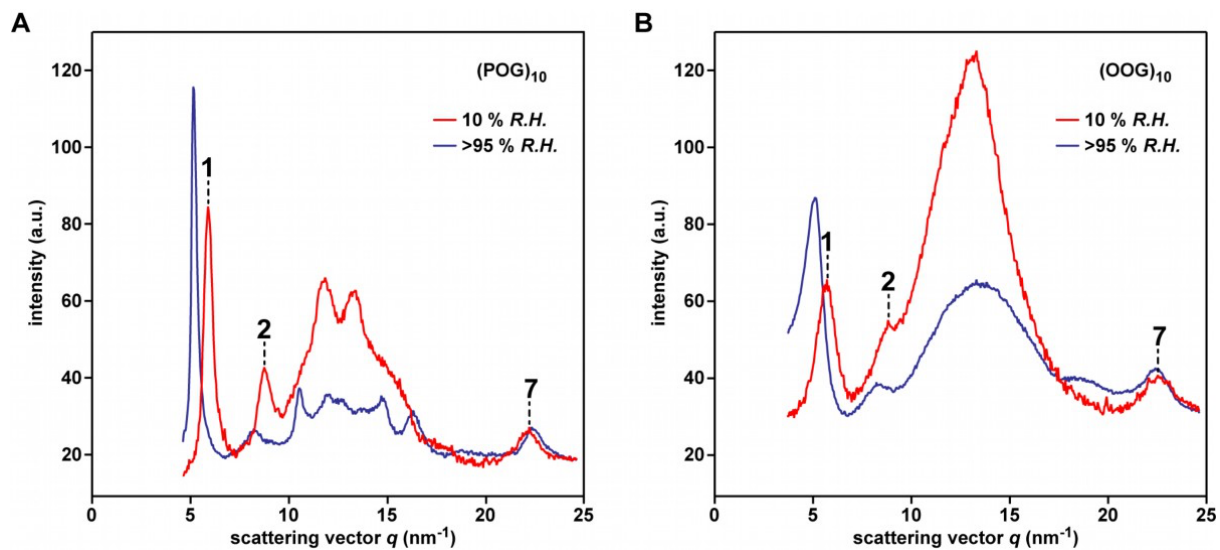 A
(POG)10
10 % R.H.
>95 % R.H.
1
2
7
120
100
80
60
40
20
0
5
10
15
20
25
intensity (a.u.)
scattering vector q (nm-1)
B
(OOG)10
10 % R.H.
>95 % R.H.
1
2
7
120
100
80
60
40
20
0
5
10
15
20
25
intensity (a.u.)
scattering vector q (nm-1)